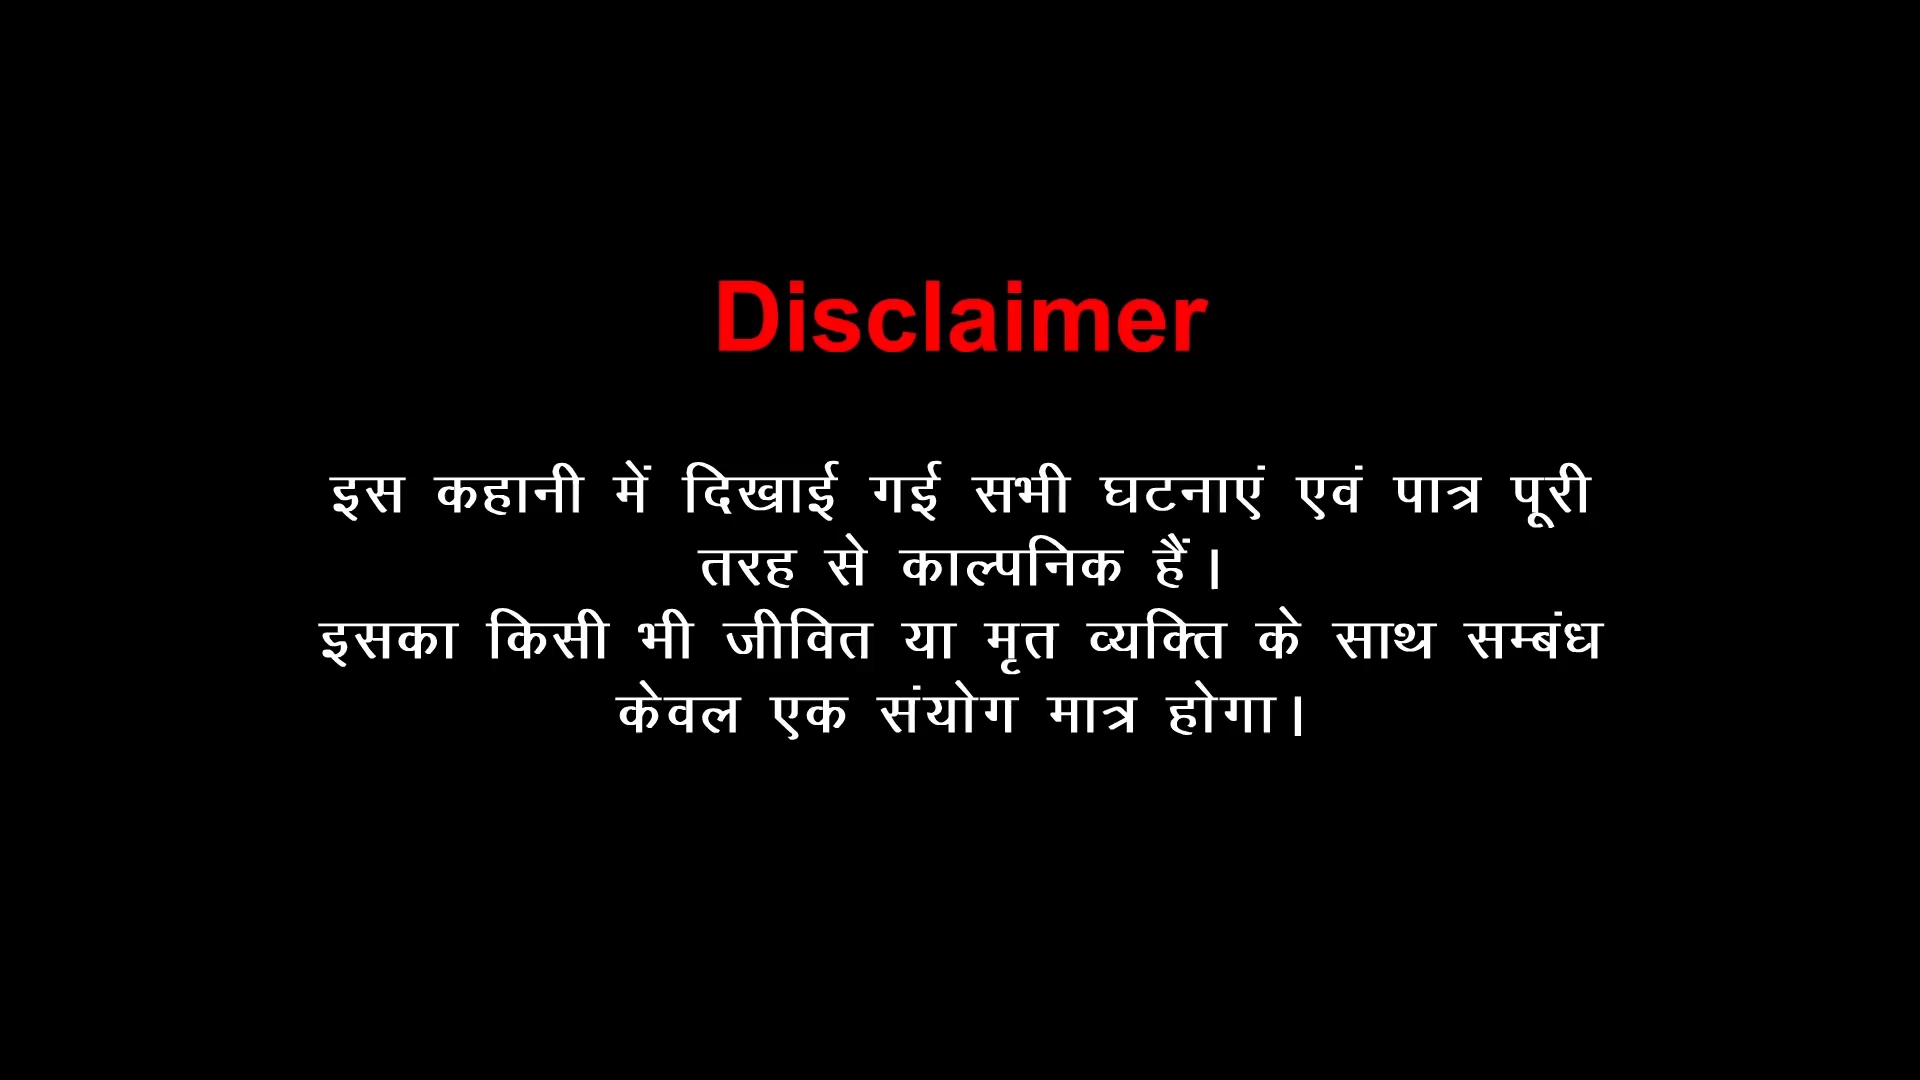 Disclaimer
इस कहानी में दिखाई गई सभी घटनाएं एवं पात्र पूरी
तरह से काल्पनिक हैं।
इसका किसी भी जीवित या मृत व्यक्ति के साथ सम्बंध
केवल एक संयोग मात्र होगा।